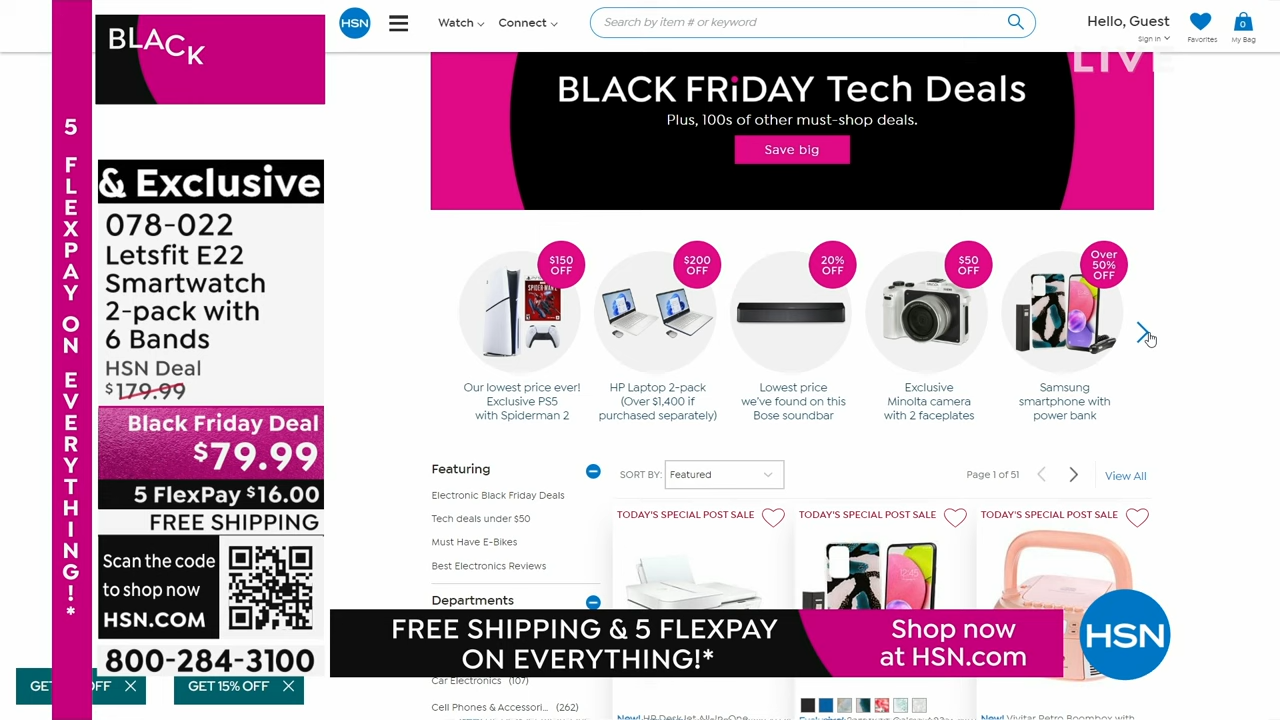 HSN
Watch
Connect
Search by item # or keyword
Hello, Guest
Sign in
Favorites
0
My Bag
LIVE
BLACK
5 FLEXPAY ON EVERYTHING!*
& Exclusive
078-022
Letsfit E22
Smartwatch
2-pack with
6 Bands
HSN Deal
$179.99
Black Friday Deal
$79.99
5 FlexPay $16.00
FREE SHIPPING
Scan the code
to shop now
HSN.COM
800-284-3100
OFF
GET 15% OFF
BLACK FRiDAY Tech Deals
Plus, 100s of other must-shop deals.
Save big
$150
OFF
$200
OFF
20%
OFF
$50
OFF
Over
50%
OFF
Our lowest price ever!
Exclusive PS5
with Spiderman 2
HP Laptop 2-pack
(Over $1,400 if
purchased separately)
Lowest price
we've found on this
Bose soundbar
Exclusive
Minolta camera
with 2 faceplates
Samsung
smartphone with
power bank
Featuring
Electronic Black Friday Deals
Tech deals under $50
Must Have E-Bikes
Best Electronics Reviews
Departments
Car Electronics (107)
Cell Phones & Accessori... (262)
SORT BY:
Featured
Page 1 of 51
View All
TODAY'S SPECIAL POST SALE
TODAY'S SPECIAL POST SALE
TODAY'S SPECIAL POST SALE
FREE SHIPPING & 5 FLEXPAY
ON EVERYTHING!*
Shop now
at HSN.com
HSN